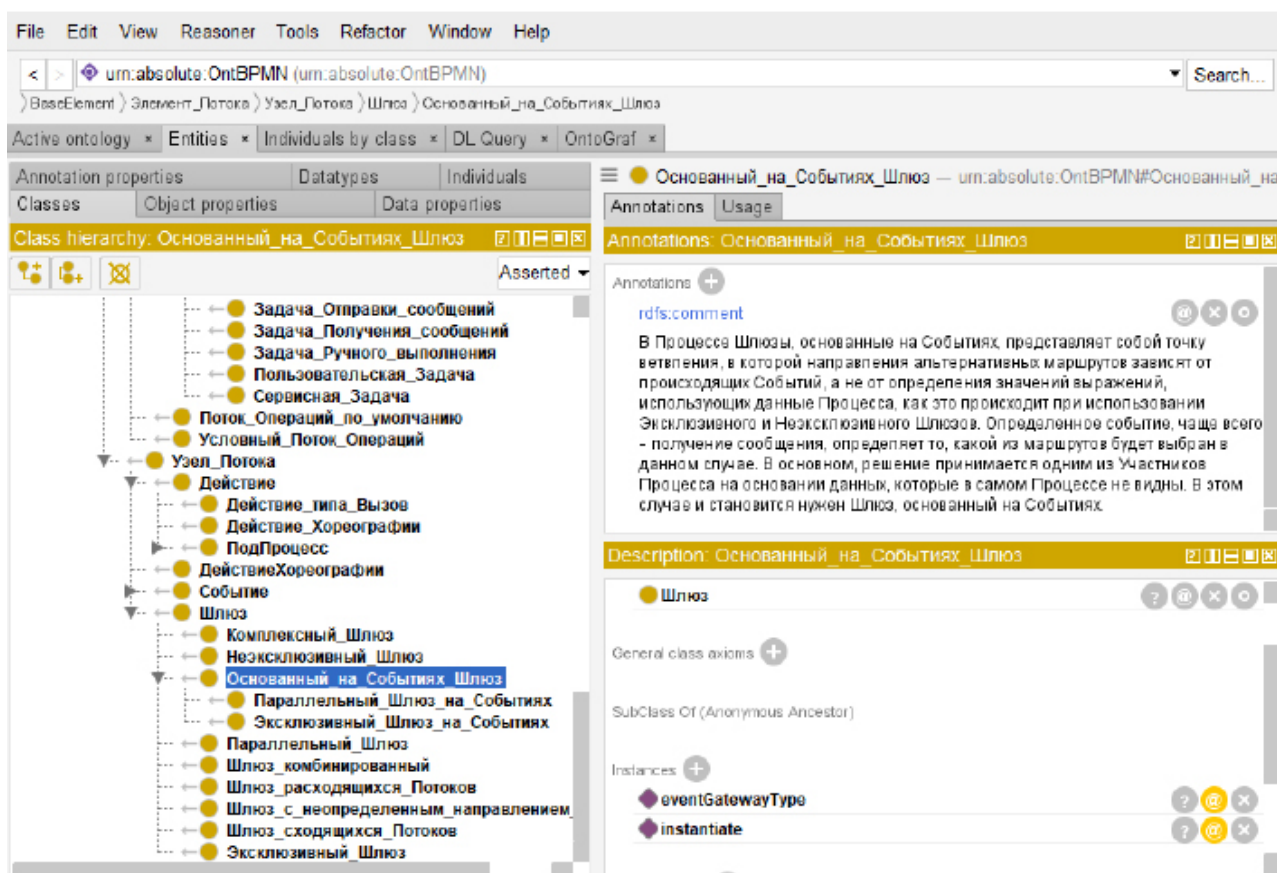 File Edit View Reasoner Tools Refactor Window Help
< > urn:absolute:OntBPMN (urn:absolute:OntBPMN) Search...
BaseElement Элемент_Потока Узел_Потока Шлюз Основанный_на_Событиях_Шлюз
Active ontology × Entities × Individuals by class × DL Query × OntoGraf ×
Annotation properties Datatypes Individuals
Classes Object properties Data properties
Class hierarchy: Основанный_на_Событиях_Шлюз
Asserted
Задача_Отправки_сообщений
Задача_Получения_сообщений
Задача_Ручного_выполнения
Пользовательская_Задача
Сервисная_Задача
Поток_Операций_по_умолчанию
Условный_Поток_Операций
Узел_Потока
Действие
Действие_типа_Вызов
Действие_Хореографии
ПодПроцесс
ДействиеХореографии
Событие
Шлюз
Комплексный_Шлюз
Неэксклюзивный_Шлюз
Основанный_на_Событиях_Шлюз
Параллельный_Шлюз_на_Событиях
Эксклюзивный_Шлюз_на_Событиях
Параллельный_Шлюз
Шлюз_комбинированный
Шлюз_расходящихся_Потоков
Шлюз_с_неопределенным_направлением_
Шлюз_сходящихся_Потоков
Эксклюзивный_Шлюз
Основанный_на_Событиях_Шлюз — urn:absolute:OntBPMN#Основанный_на
Annotations Usage
Annotations: Основанный_на_Событиях_Шлюз
Annotations
rdfs:comment
В Процессе Шлюзы, основанные на Событиях, представляет собой точку
ветвления, в которой направления альтернативных маршрутов зависят от
происходящих Событий, а не от определения значений выражений,
использующих данные Процесса, как это происходит при использовании
Эксклюзивного и Неэксклюзивного Шлюзов. Определенное событие, чаще всего
- получение сообщения, определяет то, какой из маршрутов будет выбран в
данном случае. В основном, решение принимается одним из Участников
Процесса на основании данных, которые в самом Процессе не видны. В этом
случае и становится нужен Шлюз, основанный на Событиях.
Description: Основанный_на_Событиях_Шлюз
Шлюз
General class axioms
SubClass Of (Anonymous Ancestor)
Instances
eventGatewayType
instantiate